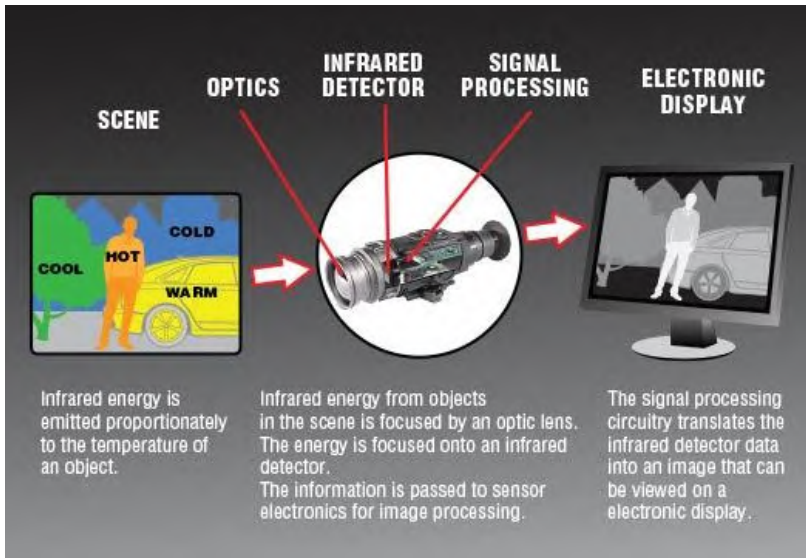 SCENE
OPTICS
INFRARED
DETECTOR
SIGNAL
PROCESSING
ELECTRONIC
DISPLAY
COOL
HOT
COLD
WARM
Infrared energy is
emitted proportionately
to the temperature of
an object.
Infrared energy from objects
in the scene is focused by an optic lens.
The energy is focused onto an infrared
detector.
The information is passed to sensor
electronics for image processing.
The signal processing
circuitry translates the
infrared detector data
into an image that can
be viewed on a
electronic display.